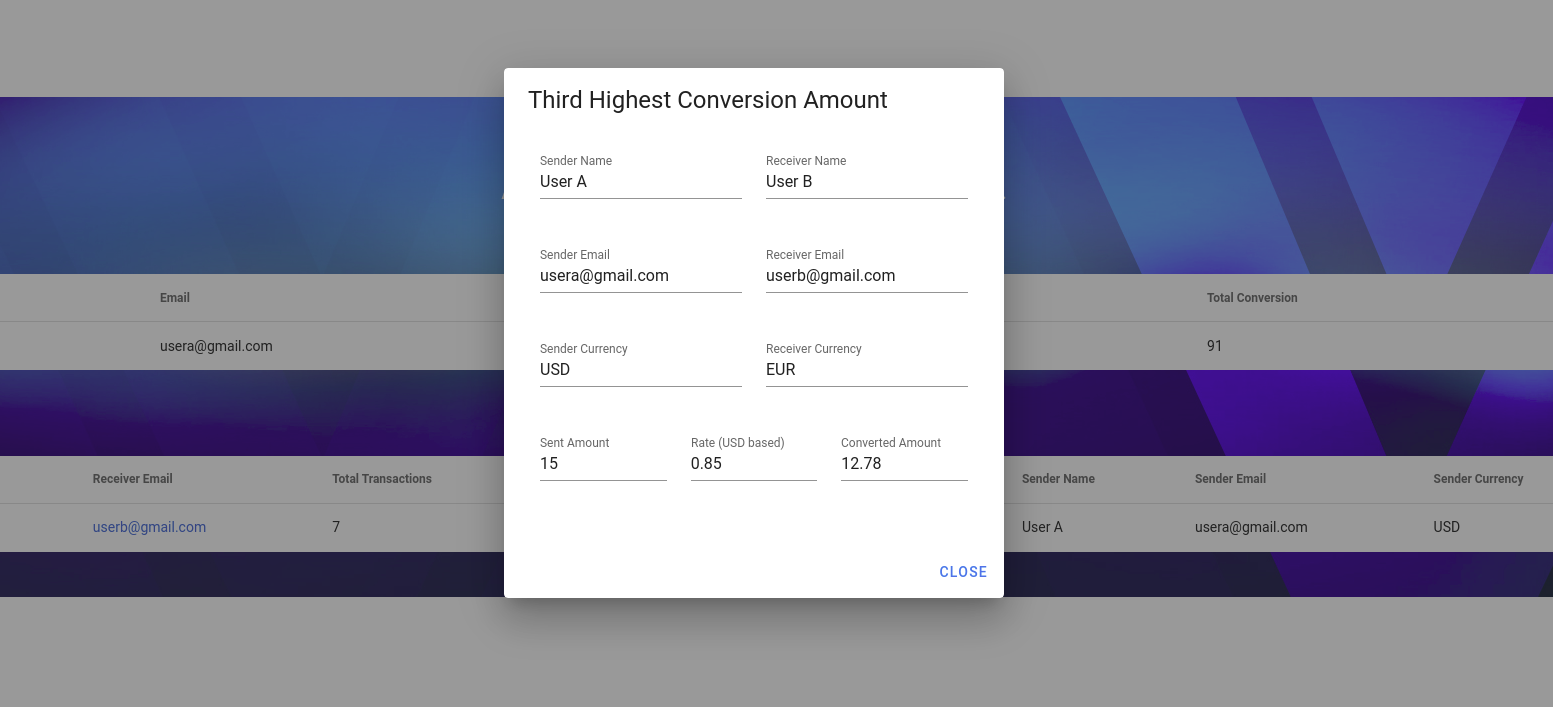 Third Highest Conversion Amount
Sender Name Receiver Name
User A User B
Sender Email Receiver Email
usera@gmail.com userb@gmail.com
Sender Currency Receiver Currency
USD EUR
Sent Amount Rate (USD based) Converted Amount
15 0.85 12.78
CLOSE
Email Total Conversion
usera@gmail.com 91
Receiver Email Total Transactions Sender Name Sender Email Sender Currency
userb@gmail.com 7 User A usera@gmail.com USD